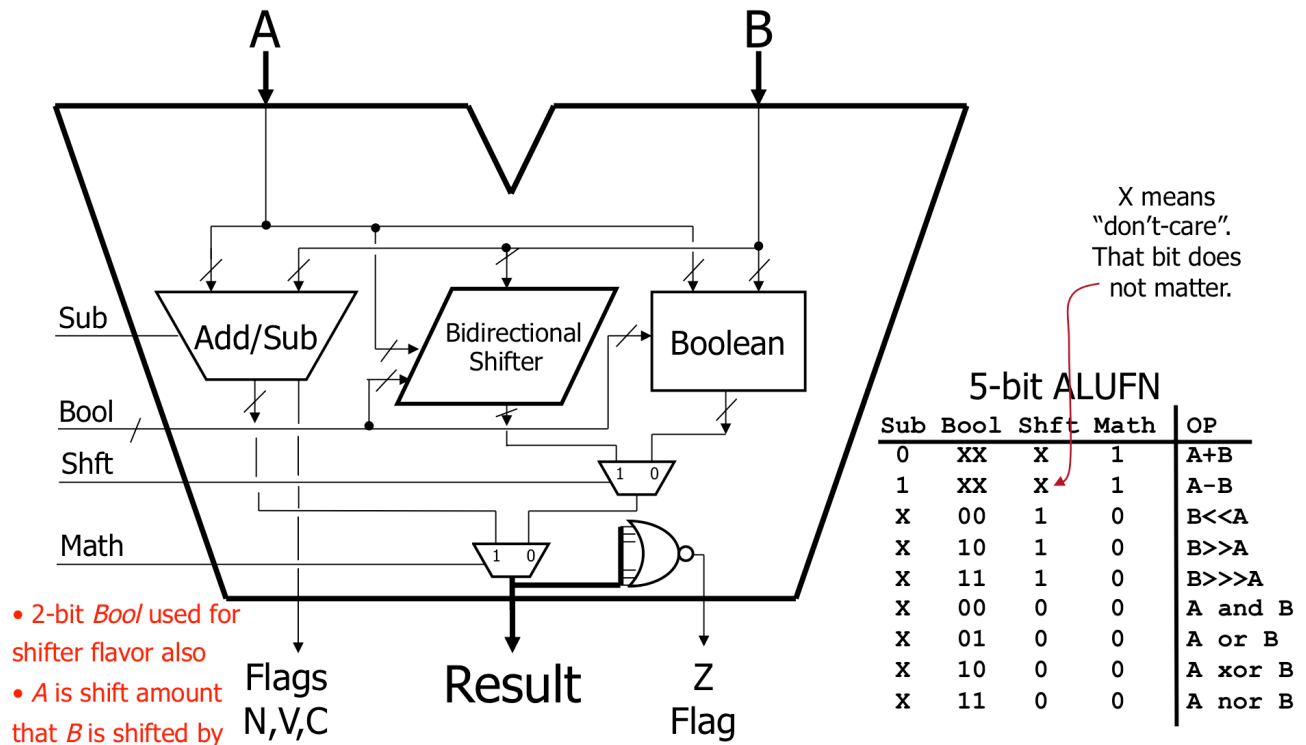 A
B
X means
“don’t-care”.
That bit does
not matter.
Sub
Add/Sub
Bidirectional
Shifter
Boolean
Bool
Shft
1 0
Math
1 0
5-bit ALUFN
Sub Bool Shft Math OP
0 XX X 1 A+B
1 XX X 1 A-B
X 00 1 0 B<<A
X 10 1 0 B>>A
X 11 1 0 B>>>A
X 00 0 0 A and B
X 01 0 0 A or B
X 10 0 0 A xor B
X 11 0 0 A nor B
• 2-bit Bool used for
shifter flavor also
• A is shift amount
that B is shifted by
Flags
N,V,C
Result
Z
Flag